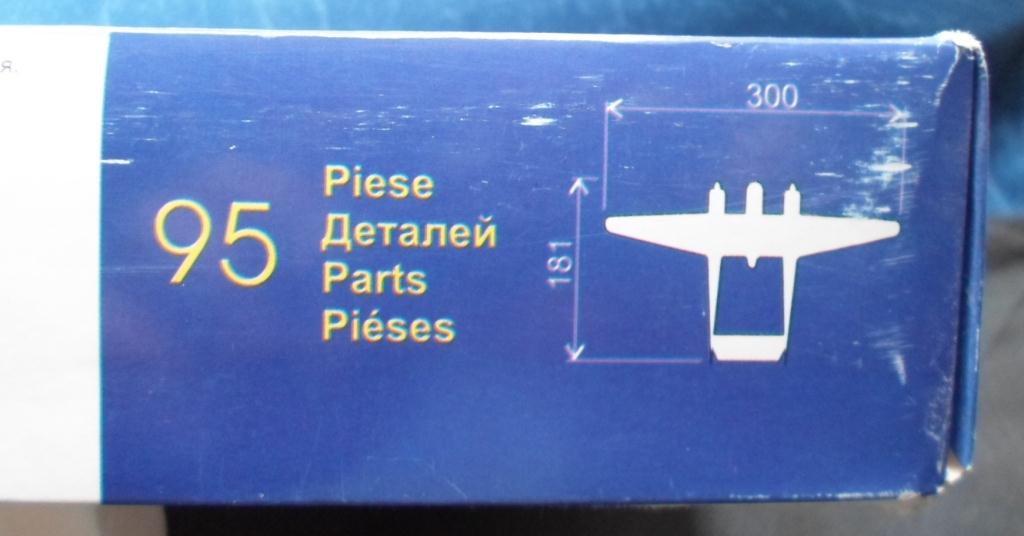 я.
95
Piese
Деталей
Parts
Piéses
300
181